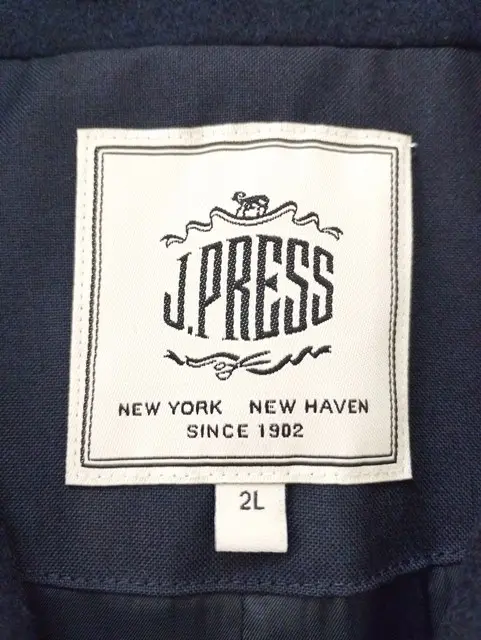 J.PRESS
NEW YORK NEW HAVEN
SINCE 1902
2L